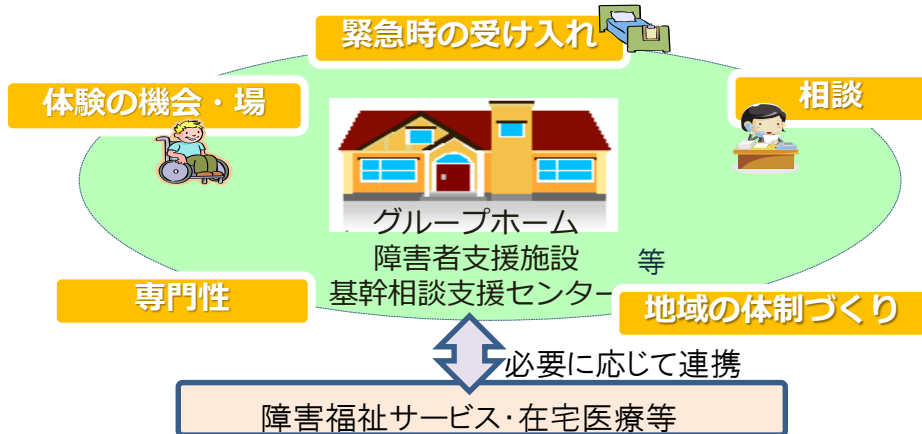 緊急時の受け入れ
体験の機会・場
相談
グループホーム
障害者支援施設 等
基幹相談支援センター
専門性
地域の体制づくり
必要に応じて連携
障害福祉サービス・在宅医療等